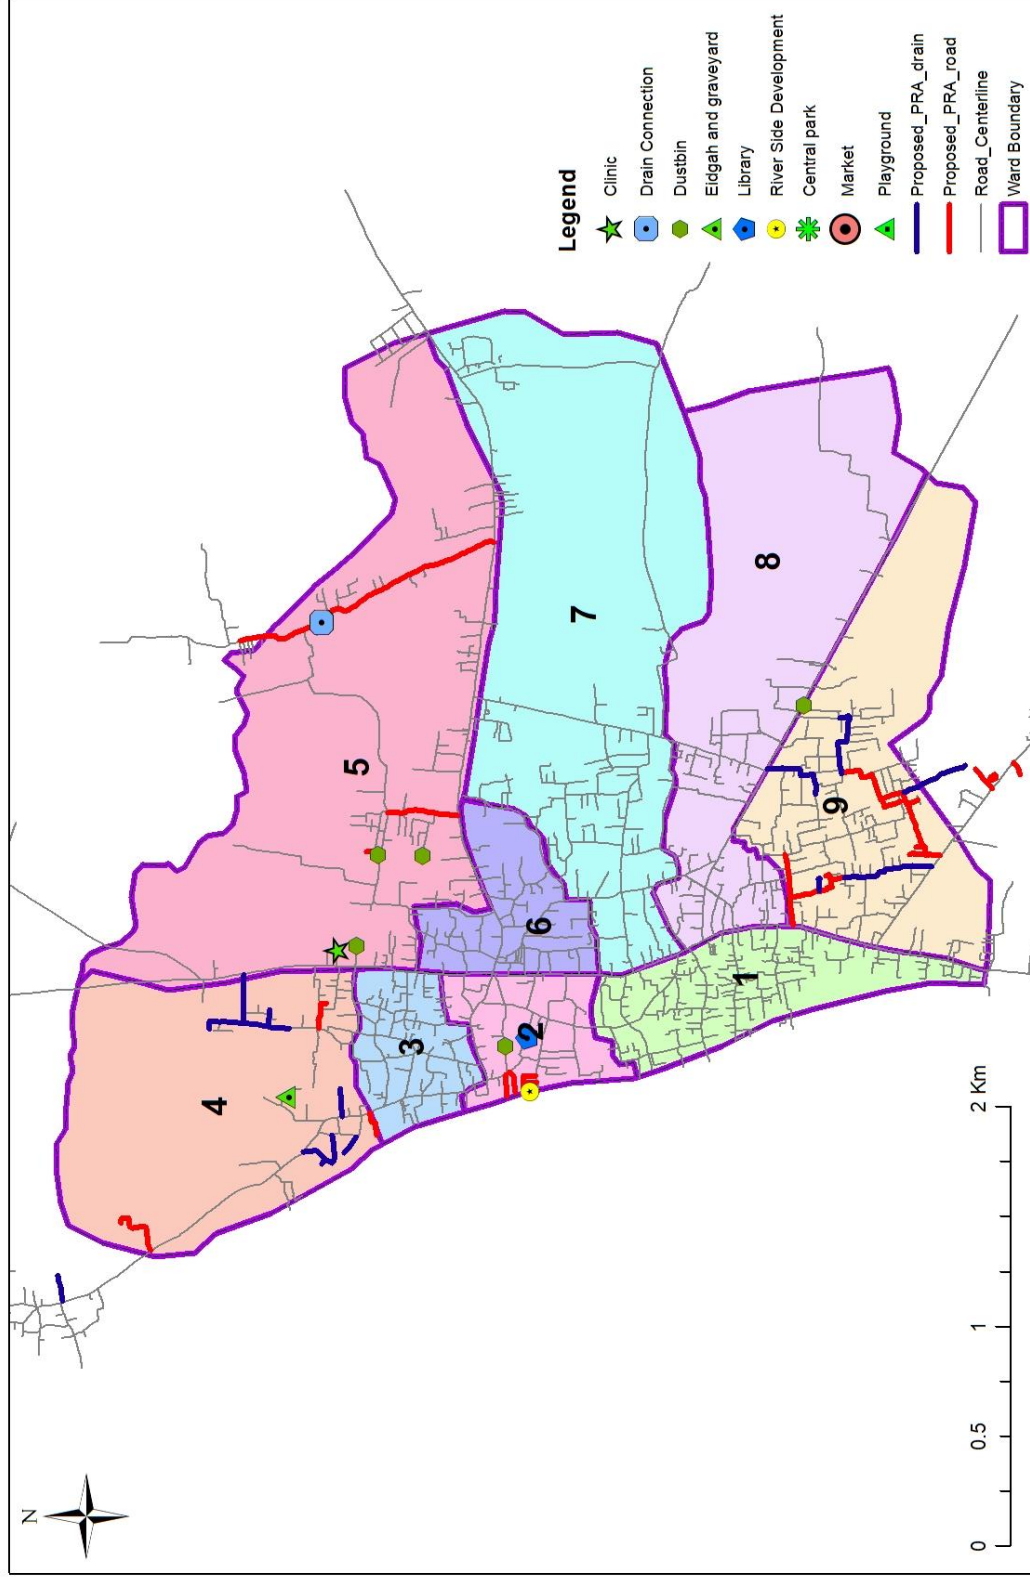 N
4
5
3
6
2
7
1
8
9
Legend
Clinic
Drain Connection
Dustbin
Eidgah and graveyard
Library
River Side Development
Central park
Market
Playground
Proposed_PRA_drain
Proposed_PRA_road
Road_Centerline
Ward Boundary
0 0.5 1 2 Km